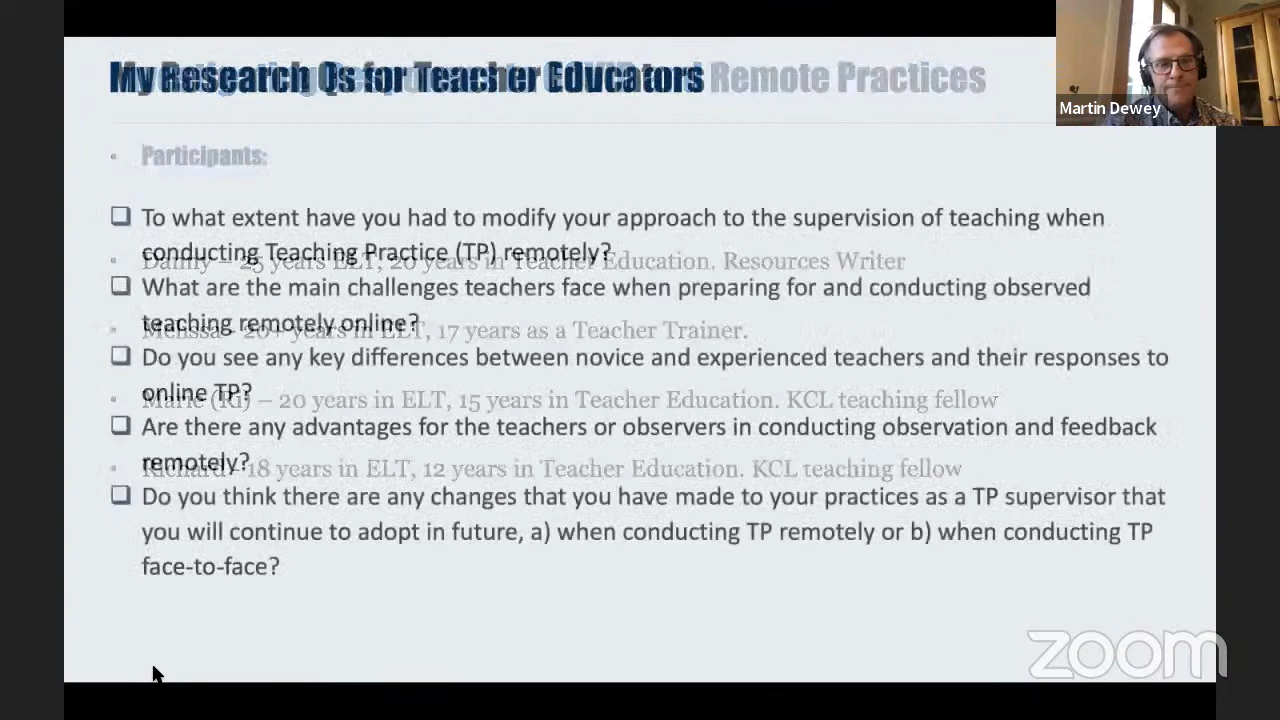 My Research Qs for Teacher Educators
Remote Practices
Martin Dewey
Participants:
To what extent have you had to modify your approach to the supervision of teaching when
conducting Teaching Practice (TP) remotely?
Danny – 25 years ELT, 20 years in Teacher Education. Resources Writer
What are the main challenges teachers face when preparing for and conducting observed
teaching remotely online?
Melissa - 20+ years in ELT, 17 years as a Teacher Trainer.
Do you see any key differences between novice and experienced teachers and their responses to
online TP?
Marie (Ri) – 20 years in ELT, 15 years in Teacher Education. KCL teaching fellow
Are there any advantages for the teachers or observers in conducting observation and feedback
remotely?
Richard - 18 years in ELT, 12 years in Teacher Education. KCL teaching fellow
Do you think there are any changes that you have made to your practices as a TP supervisor that
you will continue to adopt in future, a) when conducting TP remotely or b) when conducting TP
face-to-face?
zoom